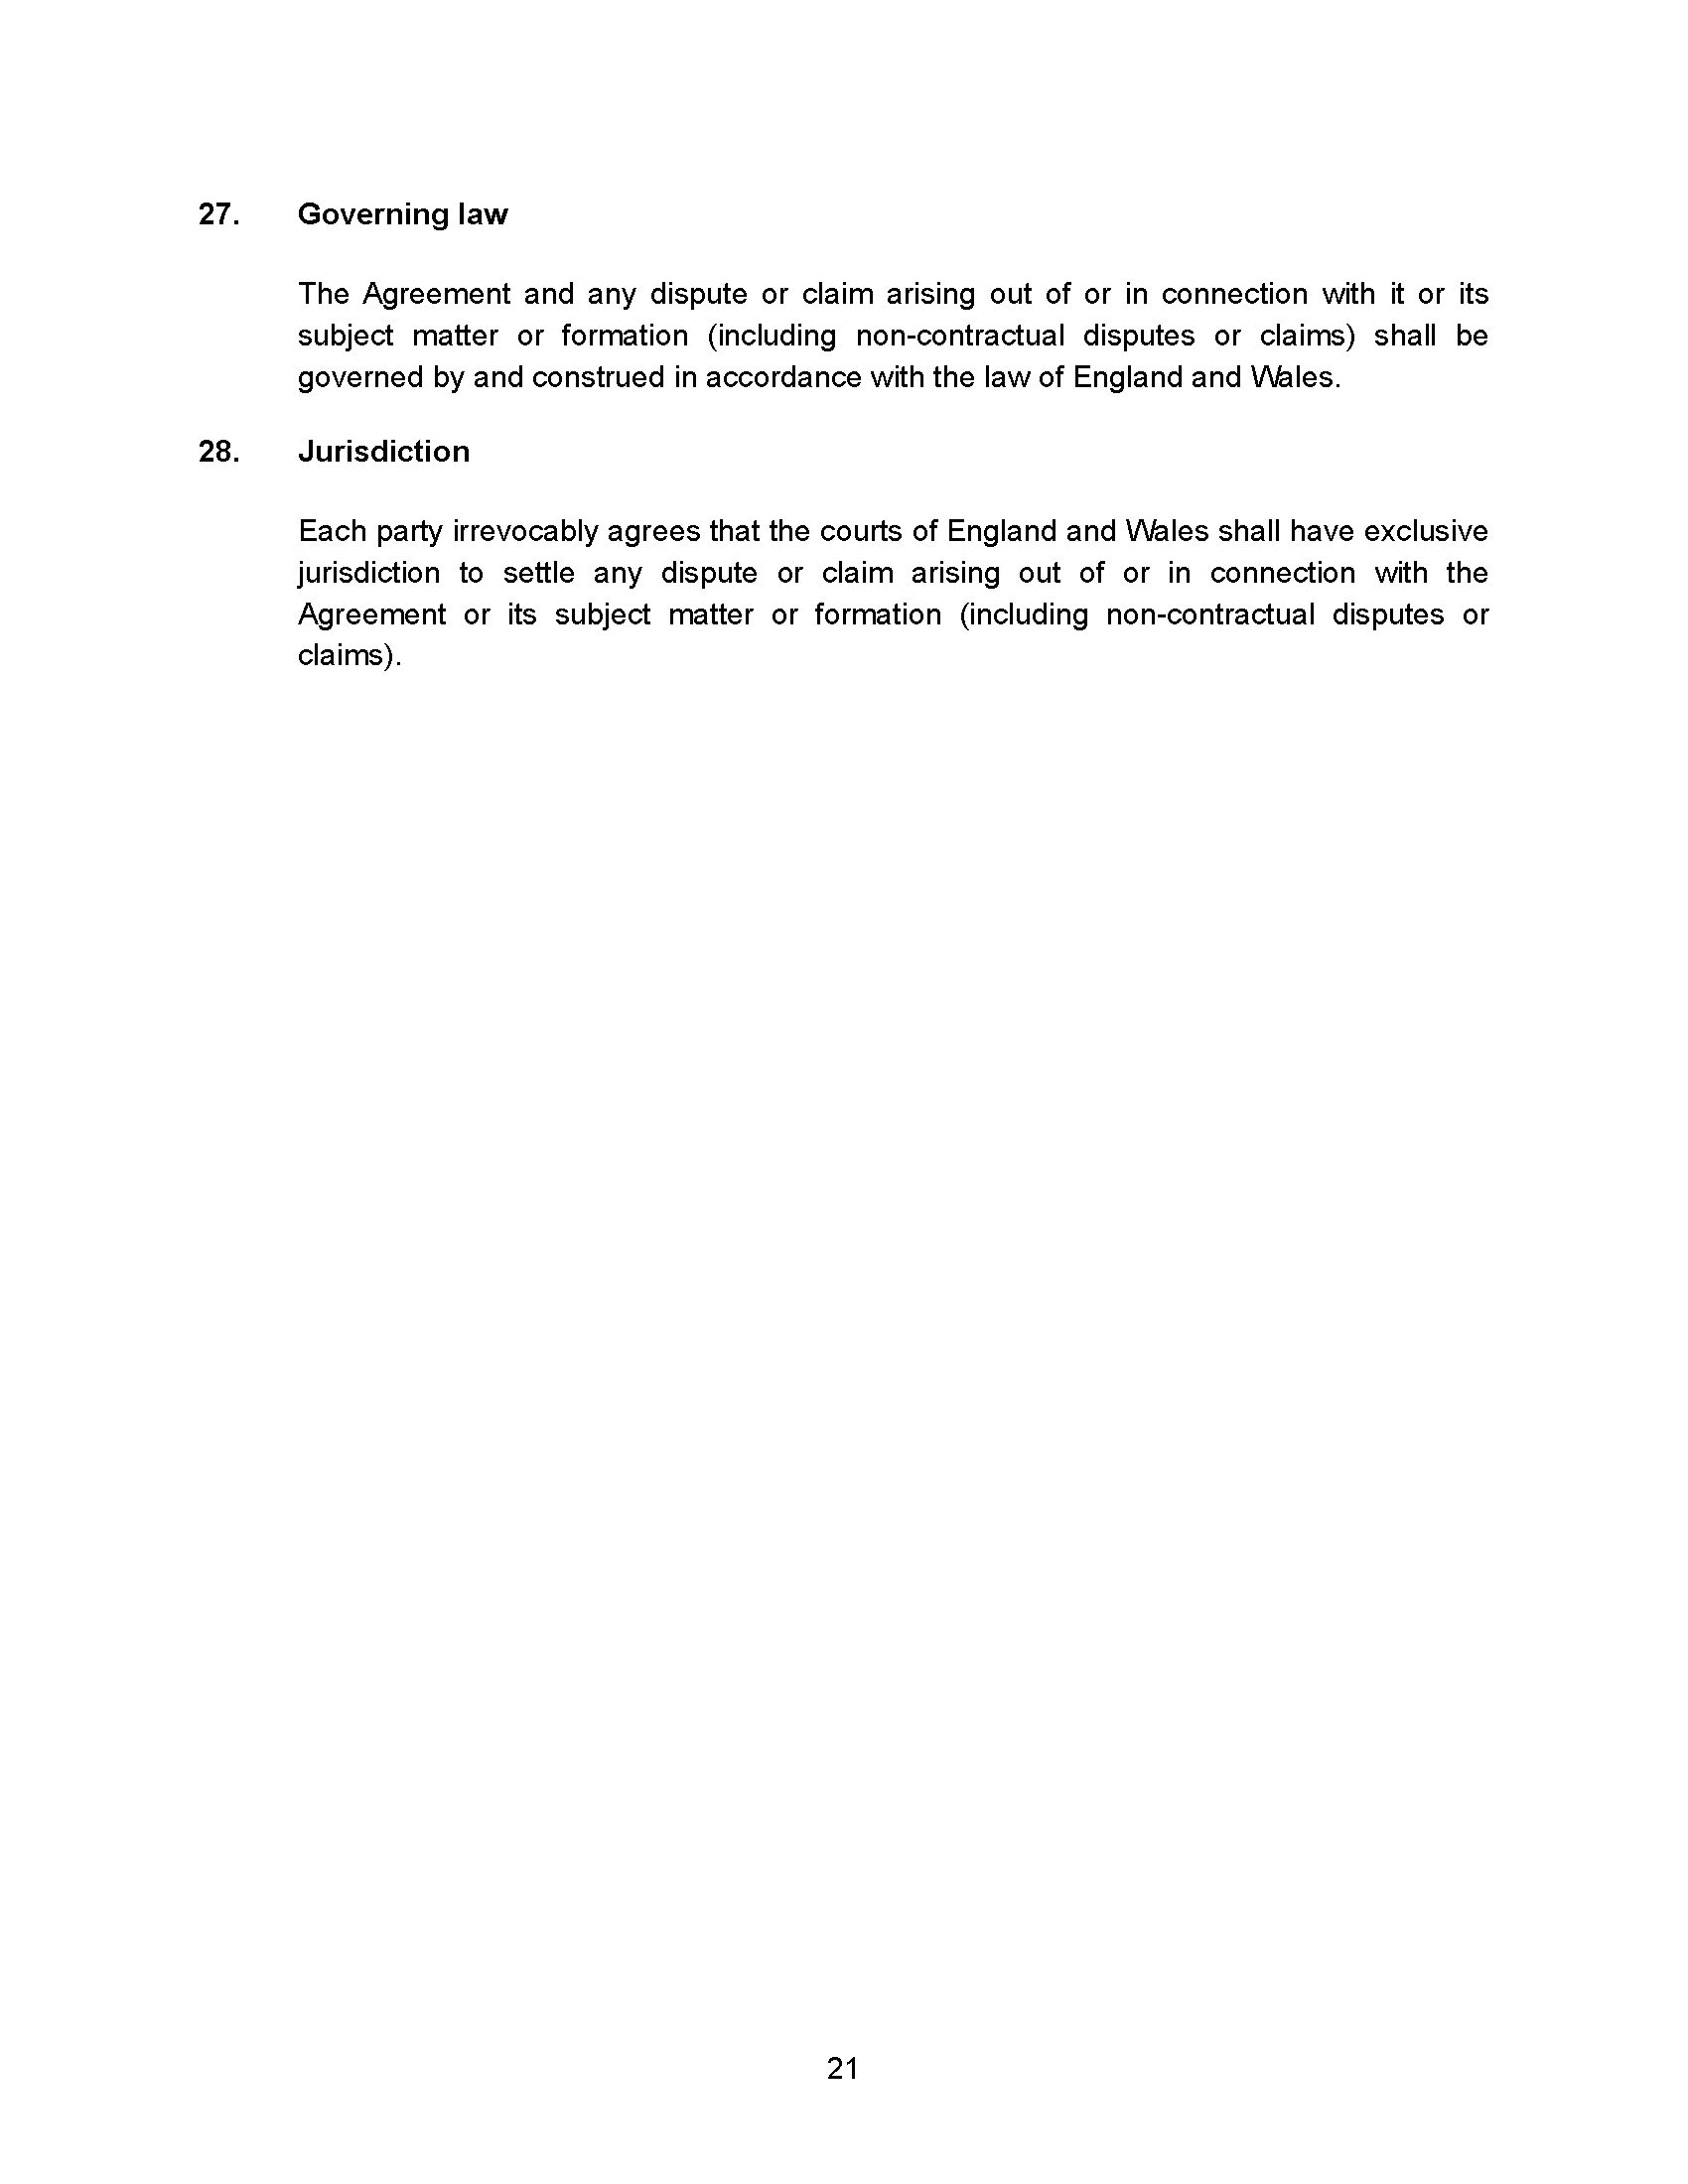 27. Governing law
The Agreement and any dispute or claim arising out of or in connection with it or its
subject matter or formation (including non-contractual disputes or claims) shall be
governed by and construed in accordance with the law of England and Wales.
28. Jurisdiction
Each party irrevocably agrees that the courts of England and Wales shall have exclusive
jurisdiction to settle any dispute or claim arising out of or in connection with the
Agreement or its subject matter or formation (including non-contractual disputes or
claims).
21